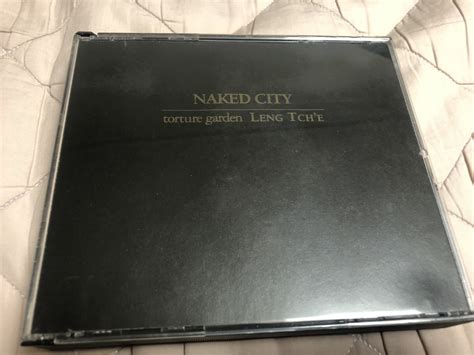 NAKED CITY
torture garden LENG TCH'E